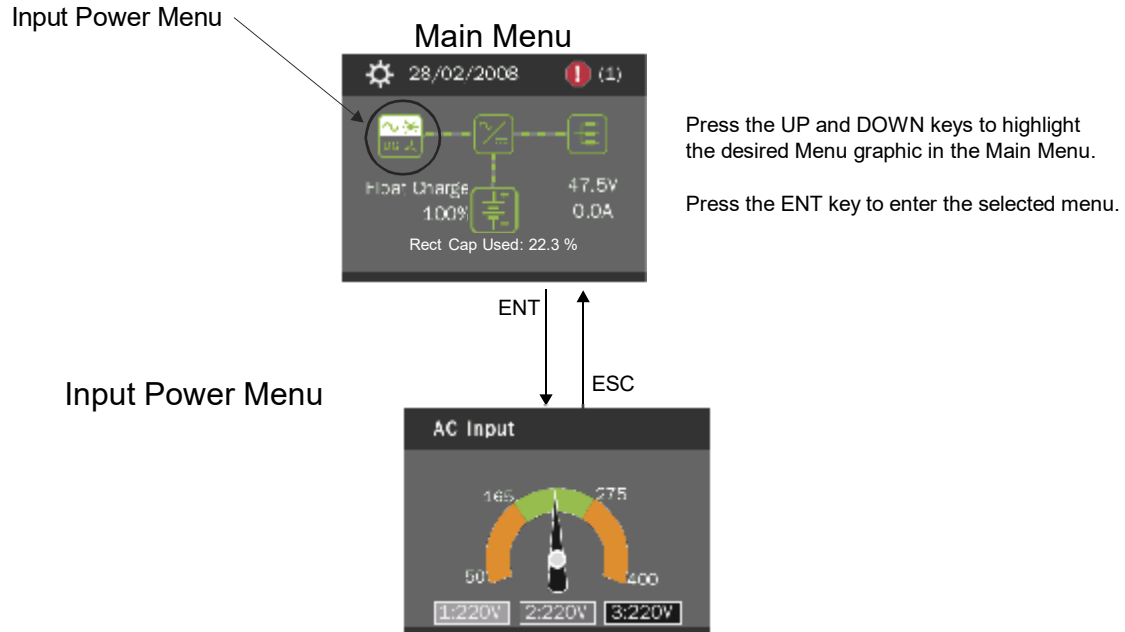 Input Power Menu
Main Menu
28/02/2008 (1)
Float Charge 47.5V
100% 0.0A
Rect Cap Used: 22.3 %
Press the UP and DOWN keys to highlight
the desired Menu graphic in the Main Menu.
Press the ENT key to enter the selected menu.
ENT
ESC
Input Power Menu
AC Input
165 275
50 400
1:220V 2:220V 3:220V